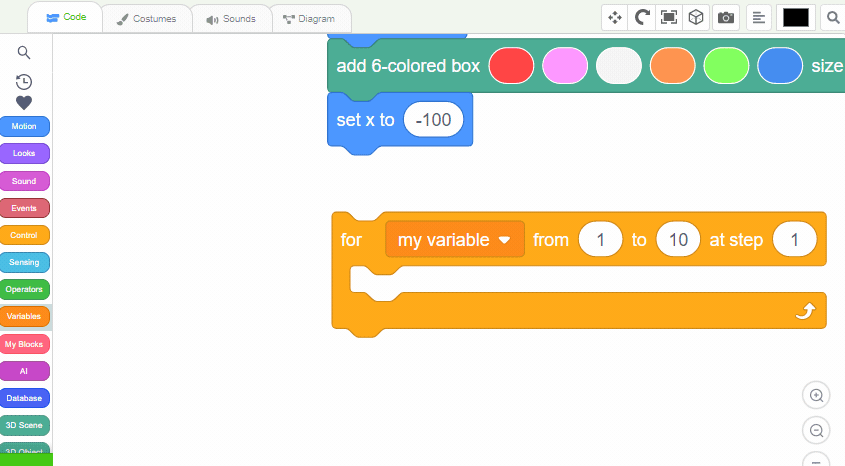 Code Costumes Sounds Diagram
add 6-colored box size
set x to -100
for my variable from 1 to 10 at step 1
Motion
Looks
Sound
Events
Control
Sensing
Operators
Variables
My Blocks
AI
Database
3D Scene
3D Object